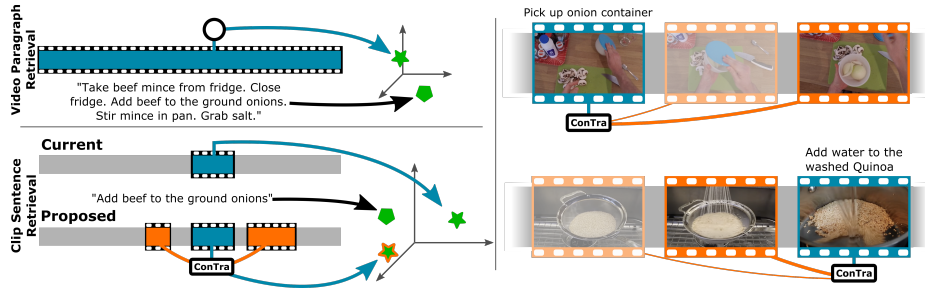 Video Paragraph
Retrieval
"Take beef mince from fridge. Close
fridge. Add beef to the ground onions.
Stir mince in pan. Grab salt."
Clip Sentence
Retrieval
Current
"Add beef to the ground onions"
Proposed
ConTra
Pick up onion container
ConTra
Add water to the
washed Quinoa
ConTra